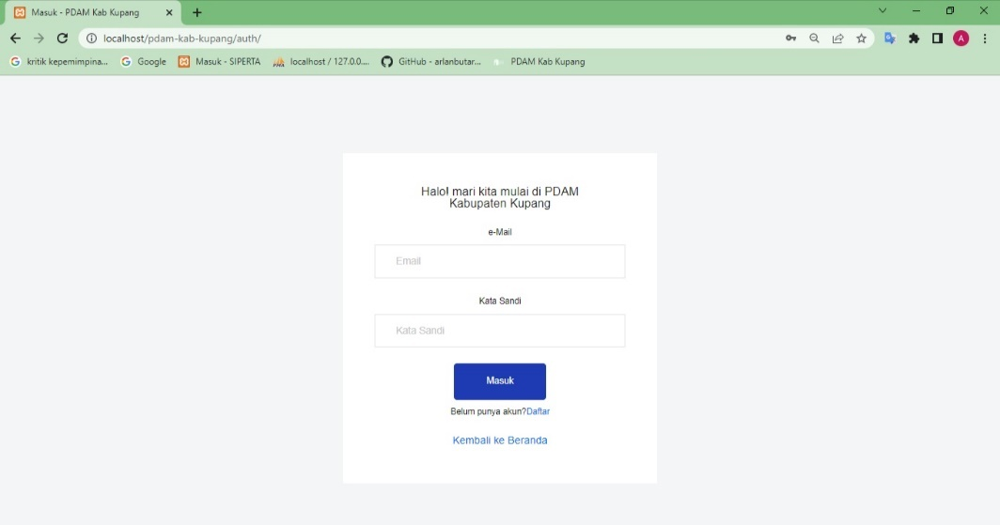 Masuk - PDAM Kab Kupang
localhost/pdam-kab-kupang/auth/
A
kritik kepemimpina...
Google
Masuk - SIPERTA
localhost / 127.0.0....
GitHub - arlanbutar...
PDAM Kab Kupang
Halo! mari kita mulai di PDAM
Kabupaten Kupang
e-Mail
Email
Kata Sandi
Kata Sandi
Masuk
Belum punya akun?Daftar
Kembali ke Beranda